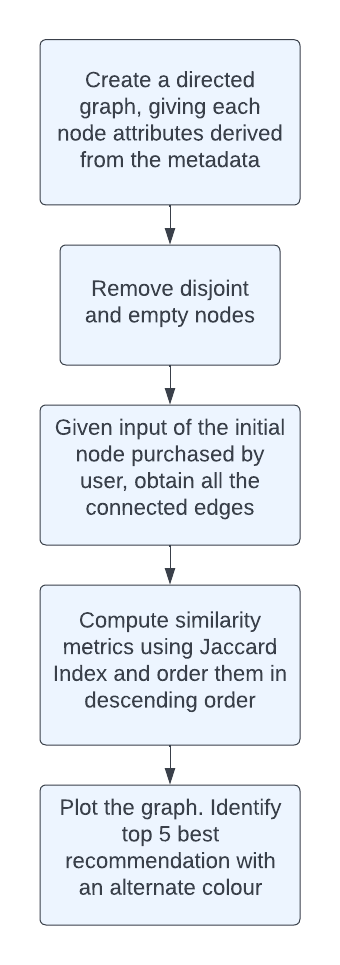 Create a directed
graph, giving each
node attributes derived
from the metadata
Remove disjoint
and empty nodes
Given input of the initial
node purchased by
user, obtain all the
connected edges
Compute similarity
metrics using Jaccard
Index and order them in
descending order
Plot the graph. Identify
top 5 best
recommendation with
an alternate colour